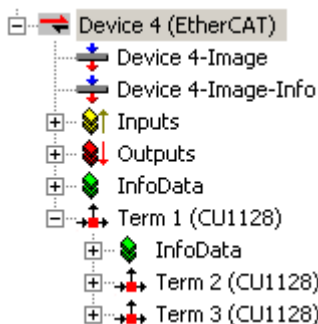 Device 4 (EtherCAT)
Device 4-Image
Device 4-Image-Info
Inputs
Outputs
InfoData
Term 1 (CU1128)
InfoData
Term 2 (CU1128)
Term 3 (CU1128)